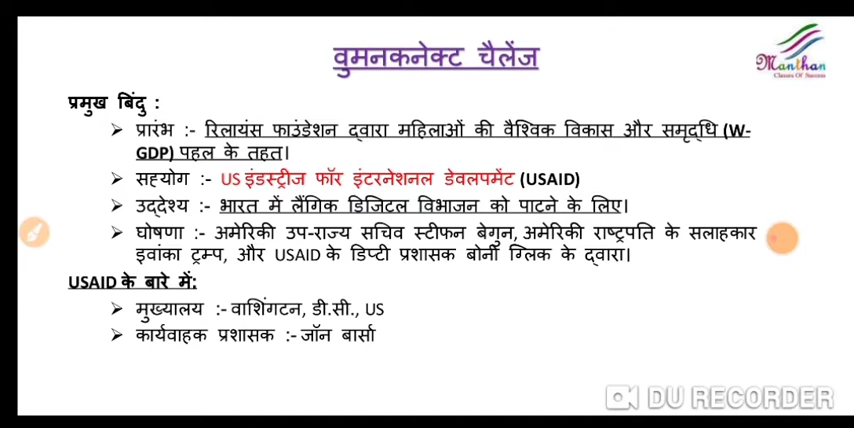 वुमनकनेक्ट चैलेंज
Manthan
Classes Of Success
प्रमुख बिंदु :
➢ प्रारंभ :- रिलायंस फाउंडेशन द्वारा महिलाओं की वैश्विक विकास और समृद्धि (W-
GDP) पहल के तहत।
➢ सहयोग :- US इंडस्ट्रीज फॉर इंटरनेशनल डेवलपमेंट (USAID)
➢ उद्देश्य :- भारत में लैंगिक डिजिटल विभाजन को पाटने के लिए।
➢ घोषणा :- अमेरिकी उप-राज्य सचिव स्टीफन बेगुन, अमेरिकी राष्ट्रपति के सलाहकार
इवांका ट्रम्प, और USAID के डिप्टी प्रशासक बोनी ग्लिक के द्वारा।
USAID के बारे में:
➢ मुख्यालय :- वाशिंगटन, डी.सी., US
➢ कार्यवाहक प्रशासक :- जॉन बार्सा
DU RECORDER